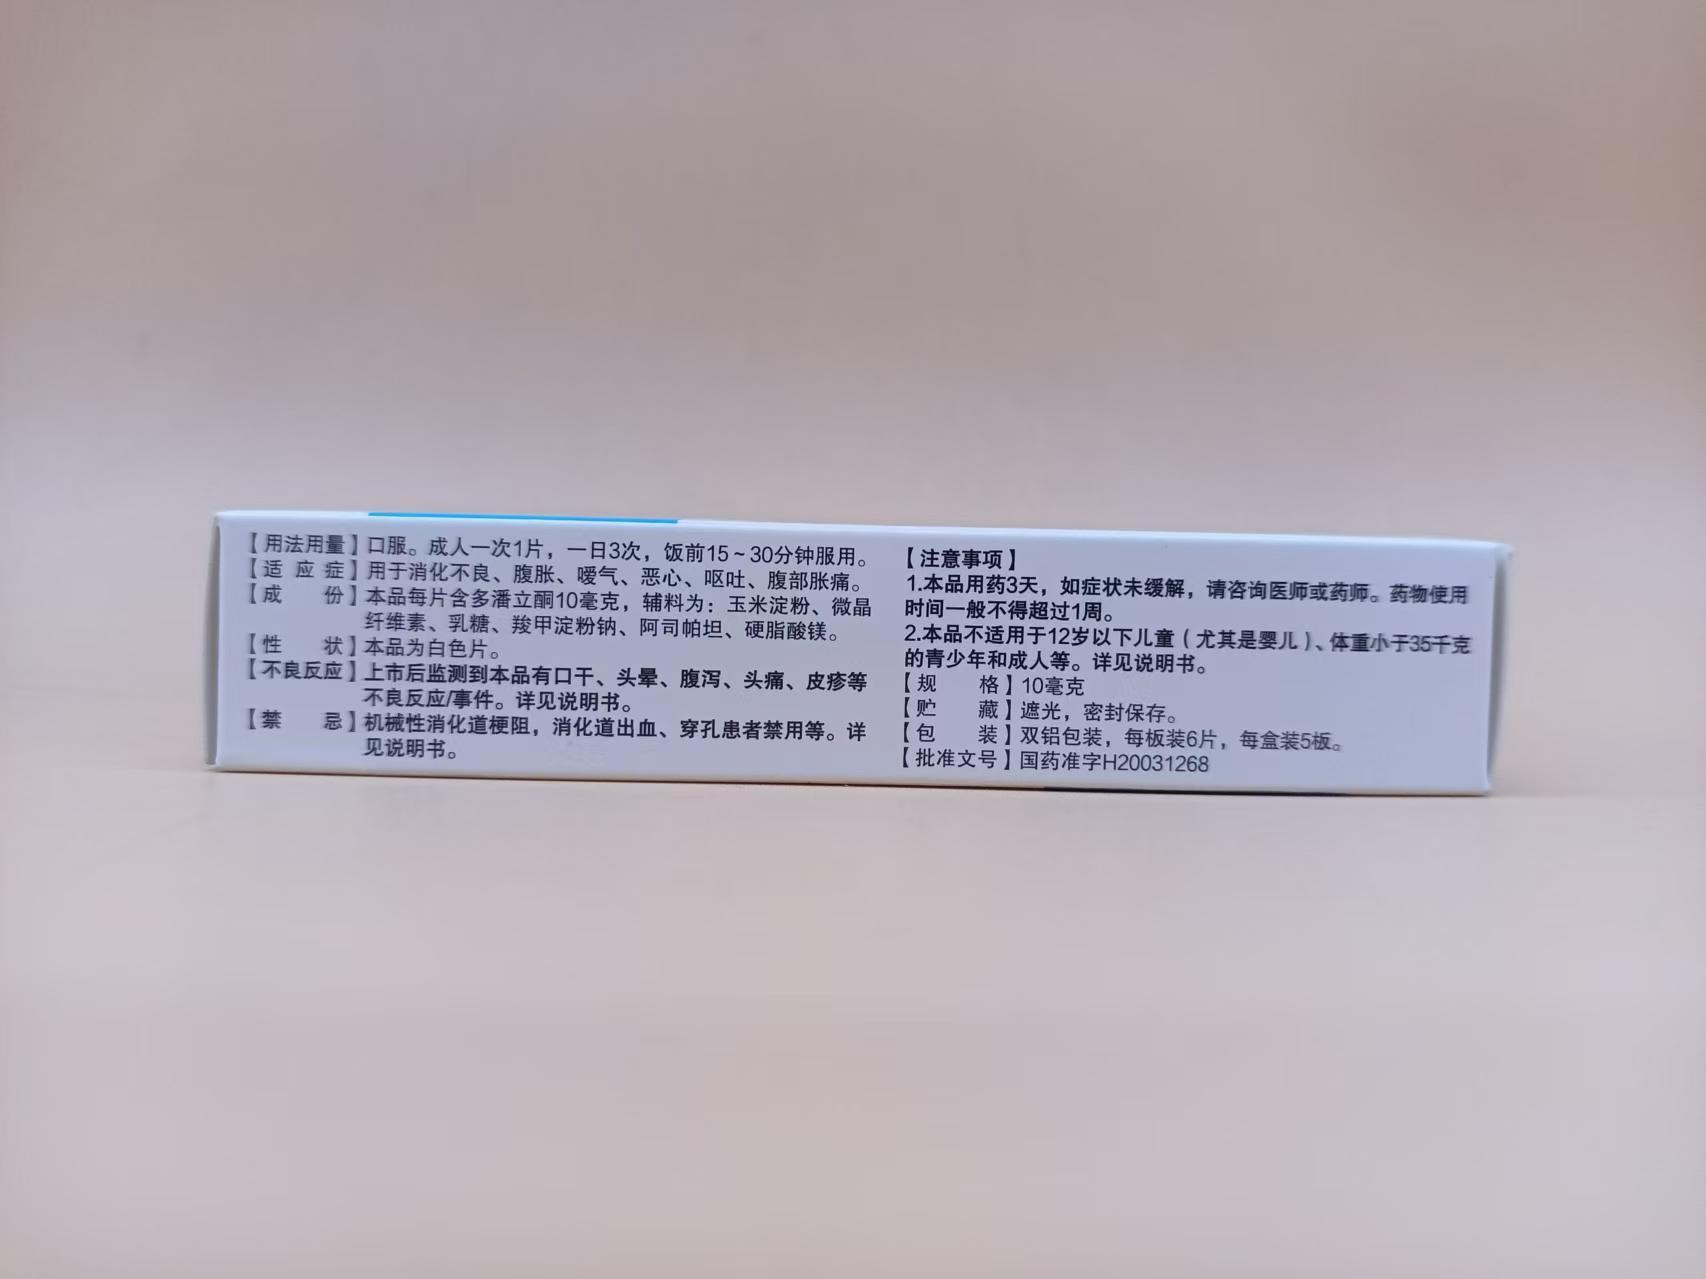 【用法用量】口服。成人一次1片，一日3次，饭前15~30分钟服用。
【适应症】用于消化不良、腹胀、嗳气、恶心、呕吐、腹部胀痛。
【成份】本品每片含多潘立酮10毫克，辅料为：玉米淀粉、微晶
纤维素、乳糖、羧甲淀粉钠、阿司帕坦、硬脂酸镁。
【性状】本品为白色片。
【不良反应】上市后监测到本品有口干、头晕、腹泻、头痛、皮疹等
不良反应/事件。详见说明书。
【禁忌】机械性消化道梗阻，消化道出血、穿孔患者禁用等。详
见说明书。
【注意事项】
1.本品用药3天，如症状未缓解，请咨询医师或药师。药物使用
时间一般不得超过1周。
2.本品不适用于12岁以下儿童（尤其是婴儿）、体重小于35千克
的青少年和成人等。详见说明书。
【规格】10毫克
【贮藏】遮光，密封保存。
【包装】双铝包装，每板装6片，每盒装5板。
【批准文号】国药准字H20031268